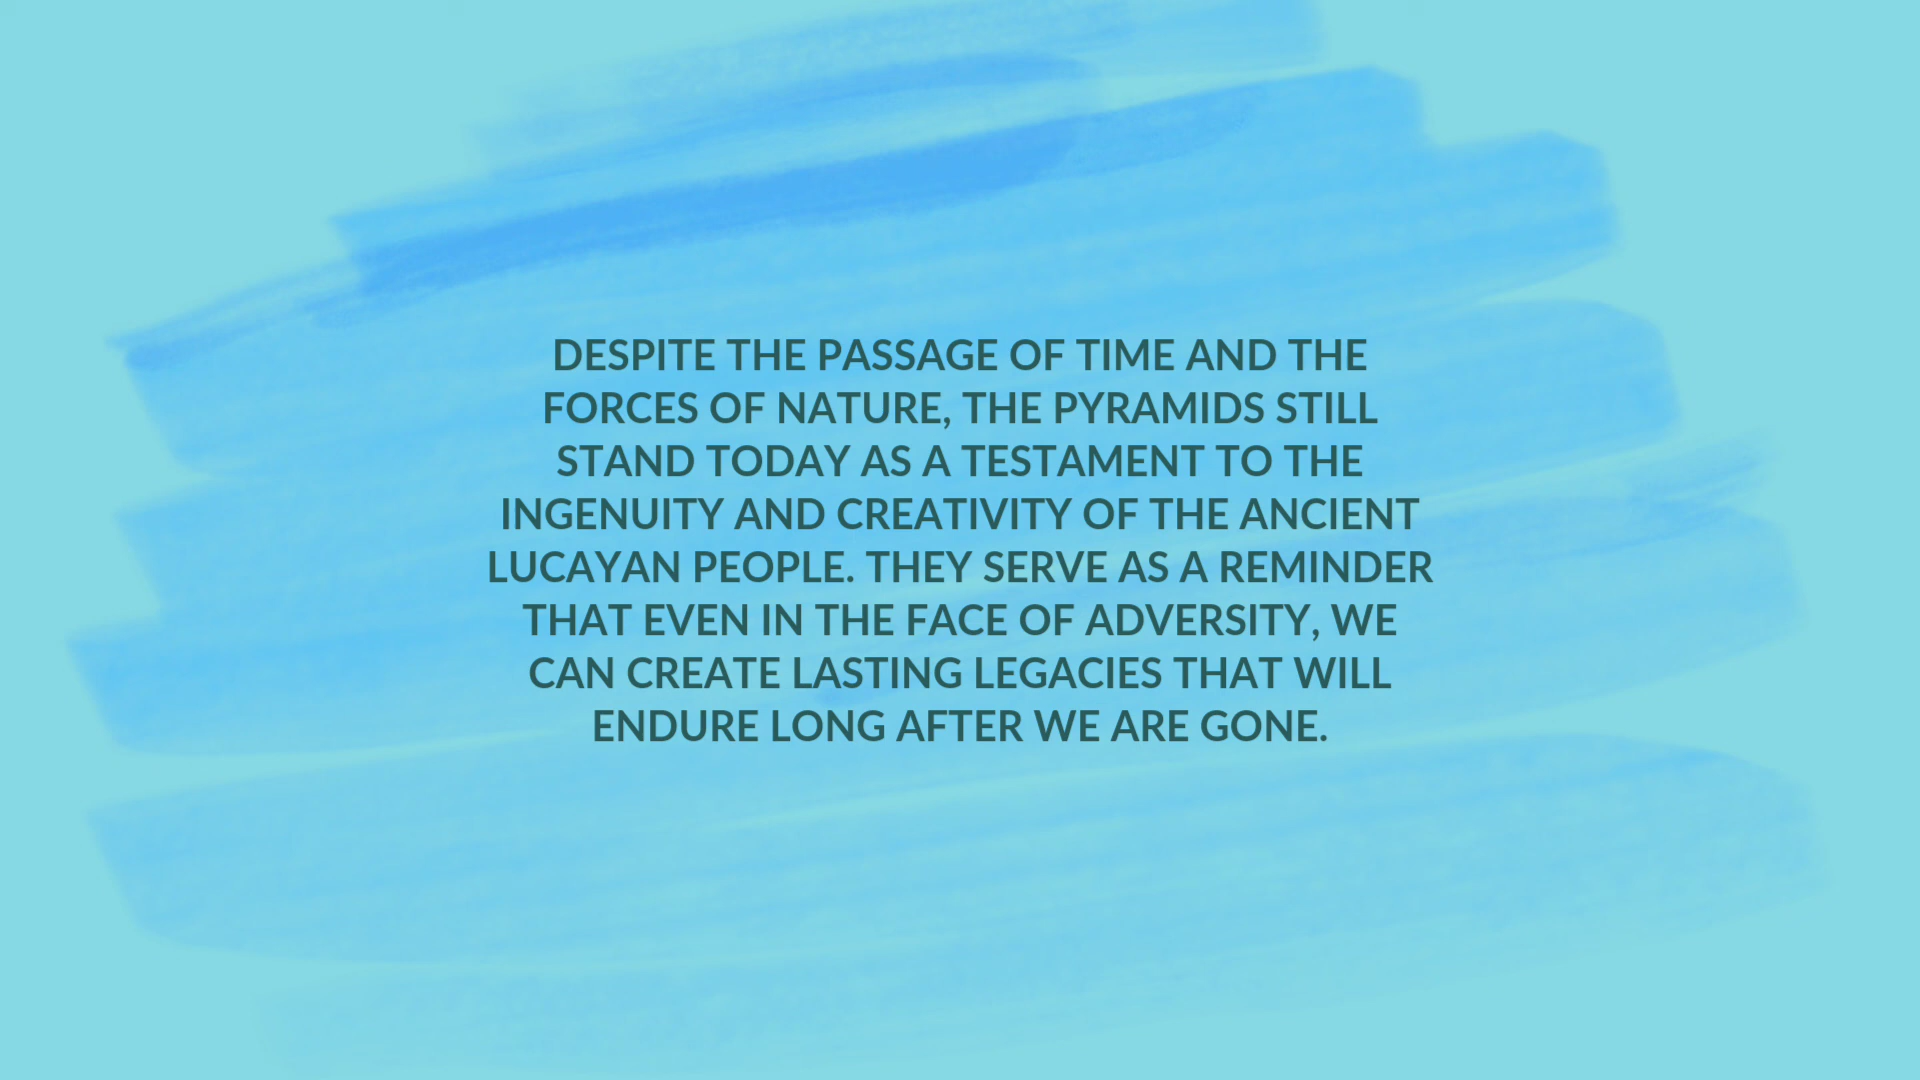 DESPITE THE PASSAGE OF TIME AND THE
FORCES OF NATURE, THE PYRAMIDS STILL
STAND TODAY AS A TESTAMENT TO THE
INGENUITY AND CREATIVITY OF THE ANCIENT
LUCAYAN PEOPLE. THEY SERVE AS A REMINDER
THAT EVEN IN THE FACE OF ADVERSITY, WE
CAN CREATE LASTING LEGACIES THAT WILL
ENDURE LONG AFTER WE ARE GONE.